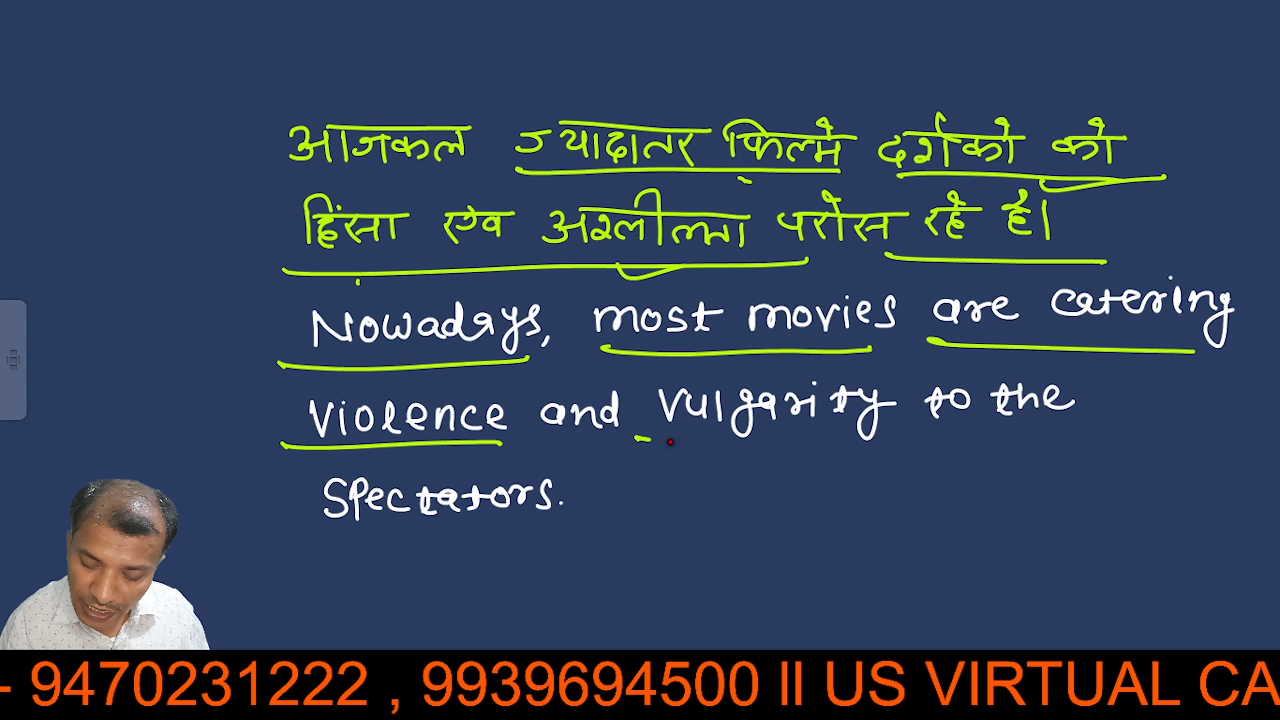 आजकल ज्यादातर फिल्मे दर्शको को
हिंसा एवं अश्लीलता परोस रहे है।
Nowadays, most movies are catering
violence and vulgarity to the
spectators.
- 9470231222 , 9939694500 ll US VIRTUAL CA